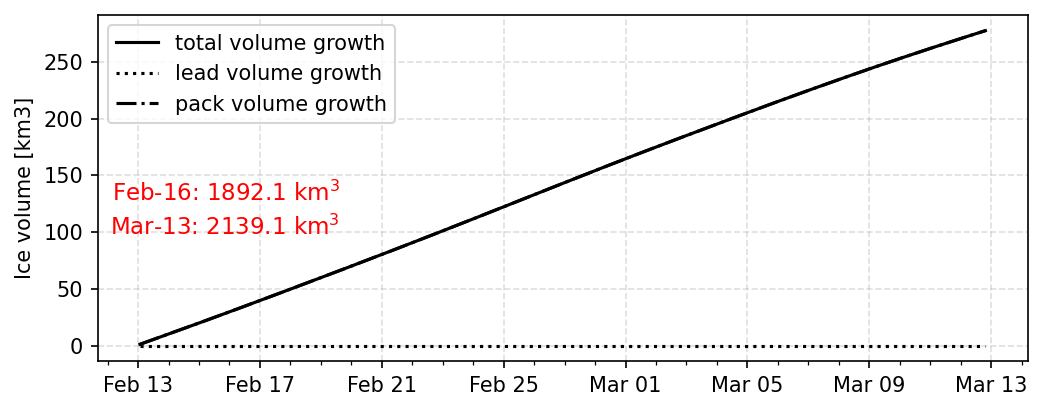 total volume growth
lead volume growth
pack volume growth
Ice volume [km3]
250
200
150
100
50
0
Feb-16: 1892.1 km³
Mar-13: 2139.1 km³
Feb 13 Feb 17 Feb 21 Feb 25 Mar 01 Mar 05 Mar 09 Mar 13